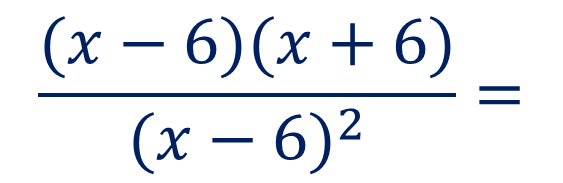 (x − 6)(x + 6)
(x − 6)² =